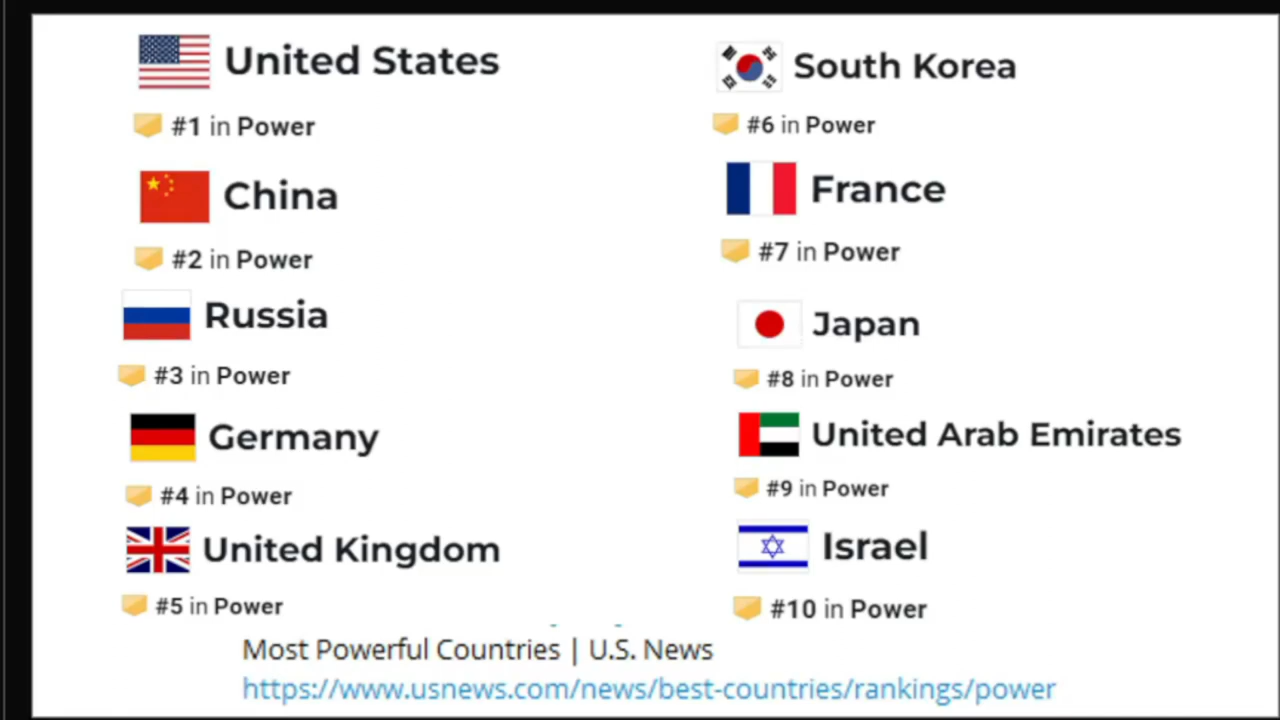 United States
#1 in Power
China
#2 in Power
Russia
#3 in Power
Germany
#4 in Power
United Kingdom
#5 in Power
South Korea
#6 in Power
France
#7 in Power
Japan
#8 in Power
United Arab Emirates
#9 in Power
Israel
#10 in Power
Most Powerful Countries | U.S. News
https://www.usnews.com/news/best-countries/rankings/power